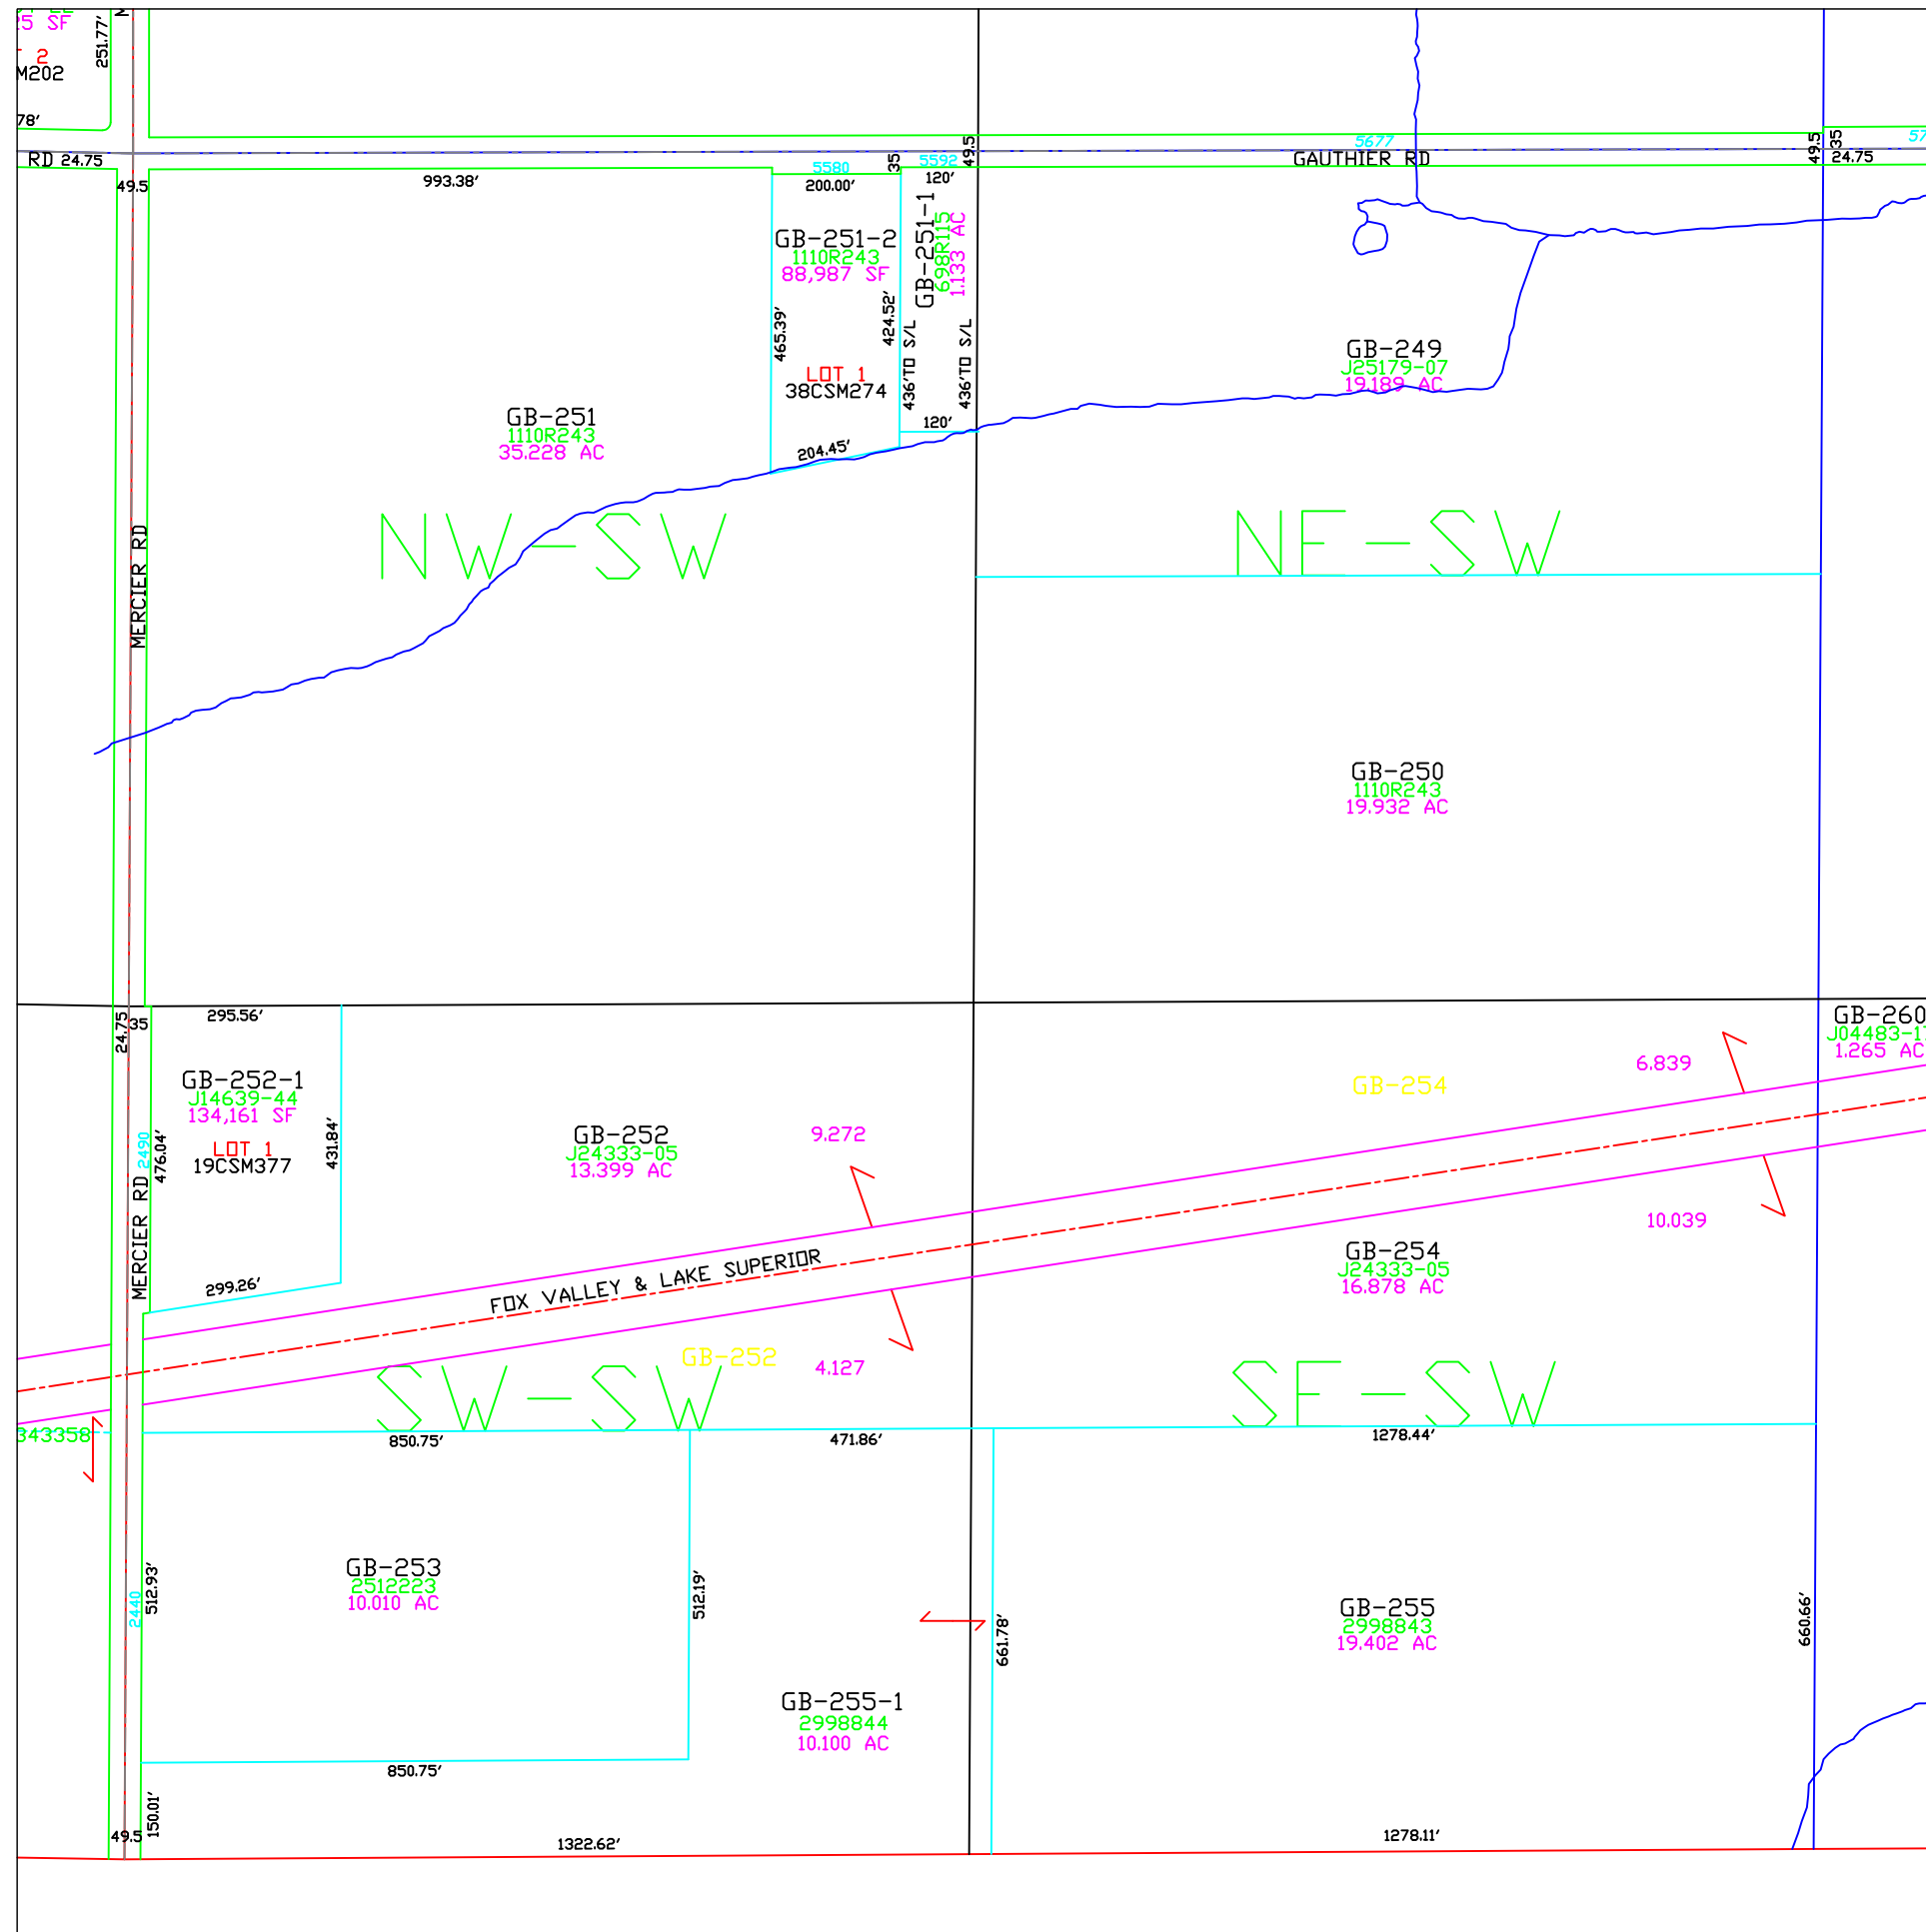 25 SF
2
M202
251.77'
78'
RD 24.75
49.5
993.38'
5580
200.00'
35
5592
120'
49.5
5677
GAUTHIER RD
49.5
35
24.75
57
GB-251-2
1110R243
88,987 SF
465.39'
424.52'
LOT 1
38CSM274
204.45'
GB-251-1
698R115
1.133 AC
436'TO S/L
436'TO S/L
120'
GB-249
J25179-07
19.189 AC
GB-251
1110R243
35.228 AC
NW-SW
NE-SW
MERCIER RD
GB-250
1110R243
19.932 AC
24.75
35
295.56'
GB-252-1
J14639-44
134,161 SF
LOT 1
19CSM377
2490
476.04'
431.84'
299.26'
MERCIER RD
GB-252
J24333-05
13.399 AC
9.272
GB-254
6.839
GB-260
J04483-1
1.265 AC
10.039
GB-254
J24333-05
16.878 AC
FOX VALLEY & LAKE SUPERIOR
GB-252
4.127
SW-SW
SE-SW
343358
850.75'
471.86'
1278.44'
GB-253
2512223
10.010 AC
2440
512.93'
512.19'
661.78'
GB-255
2998843
19.402 AC
660.66'
GB-255-1
2998844
10.100 AC
850.75'
150.01'
49.5
1322.62'
1278.11'